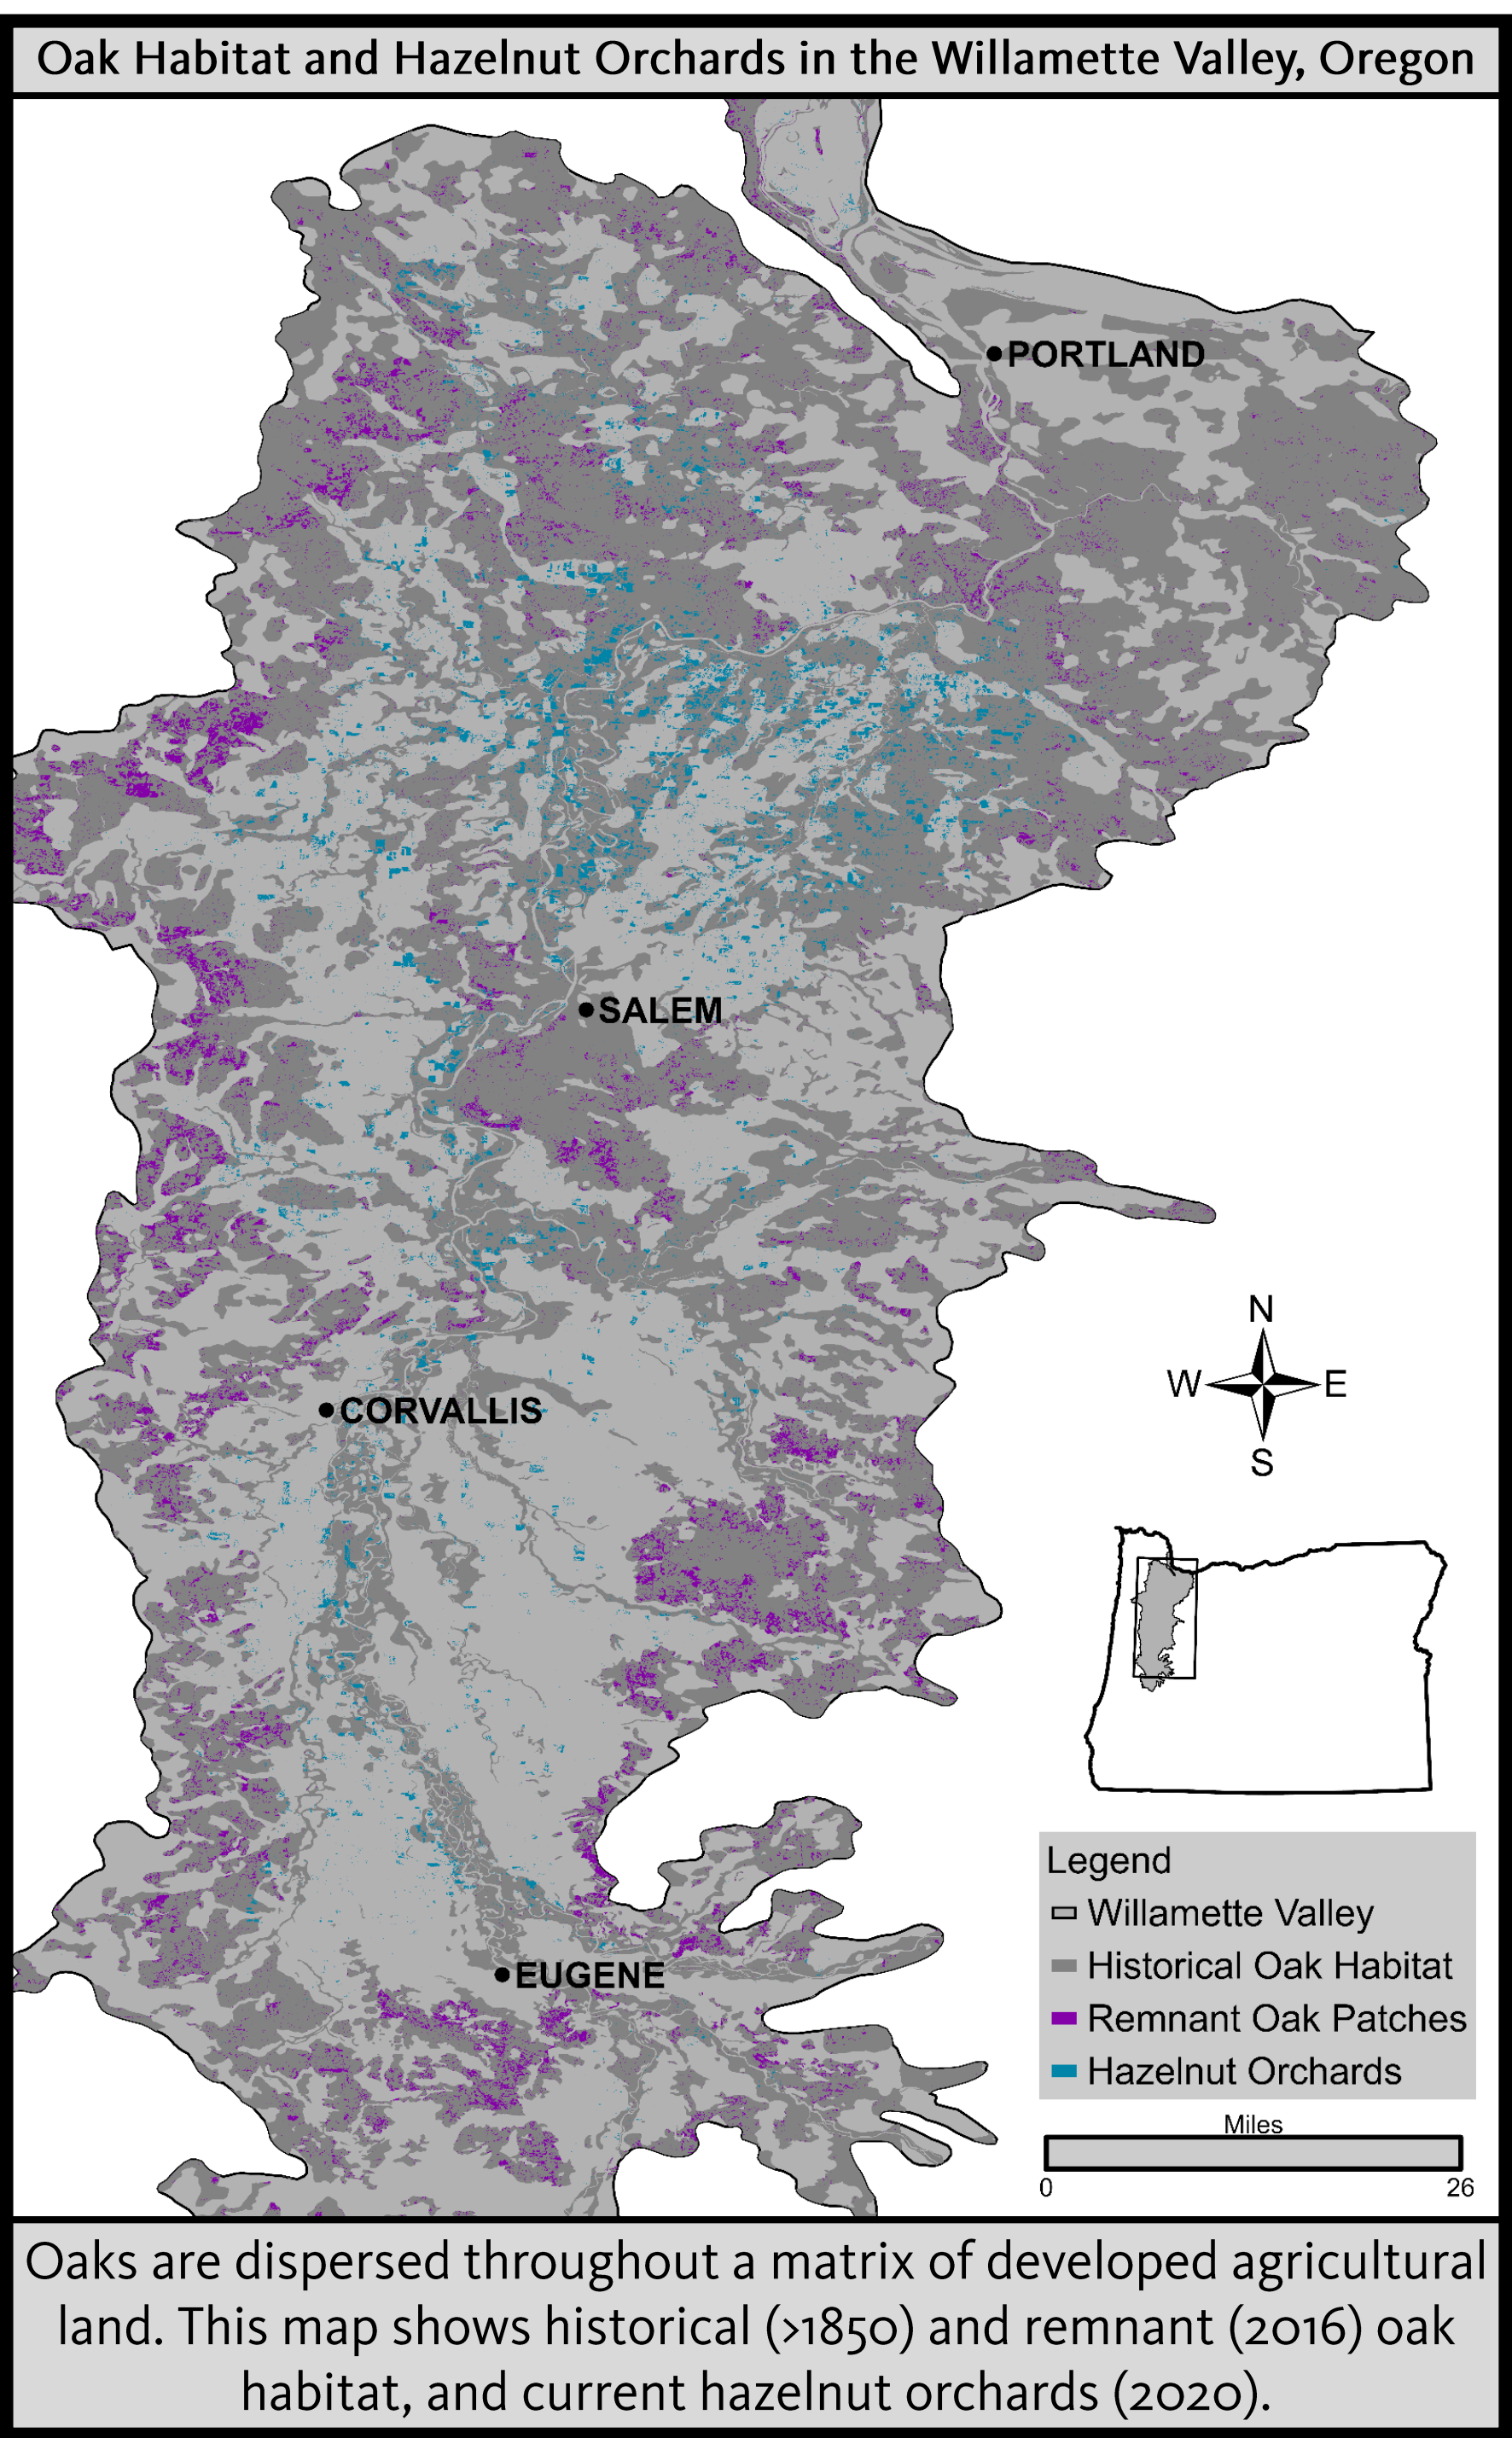 Oak Habitat and Hazelnut Orchards in the Willamette Valley, Oregon
PORTLAND
SALEM
CORVALLIS
EUGENE
N
W E
S
Legend
Willamette Valley
Historical Oak Habitat
Remnant Oak Patches
Hazelnut Orchards
Miles
0 26
Oaks are dispersed throughout a matrix of developed agricultural
land. This map shows historical (>1850) and remnant (2016) oak
habitat, and current hazelnut orchards (2020).